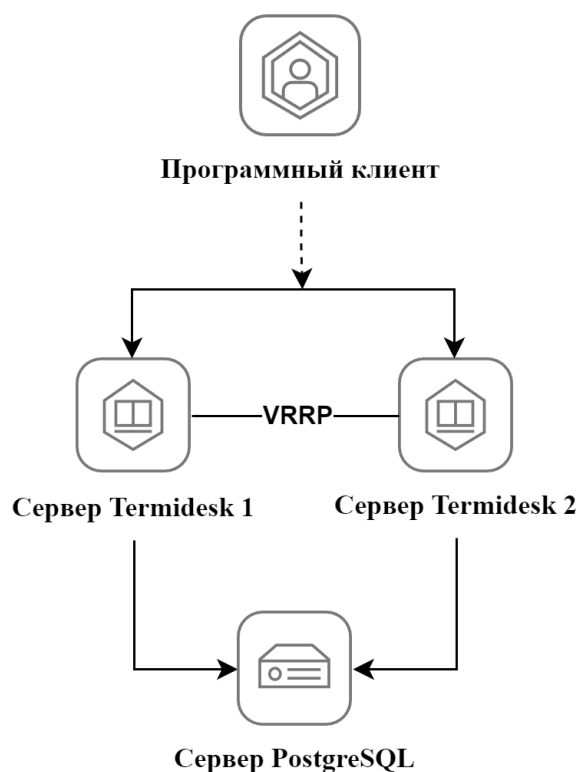 Программный клиент
VRRP
Сервер Termidesk 1
Сервер Termidesk 2
Сервер PostgreSQL